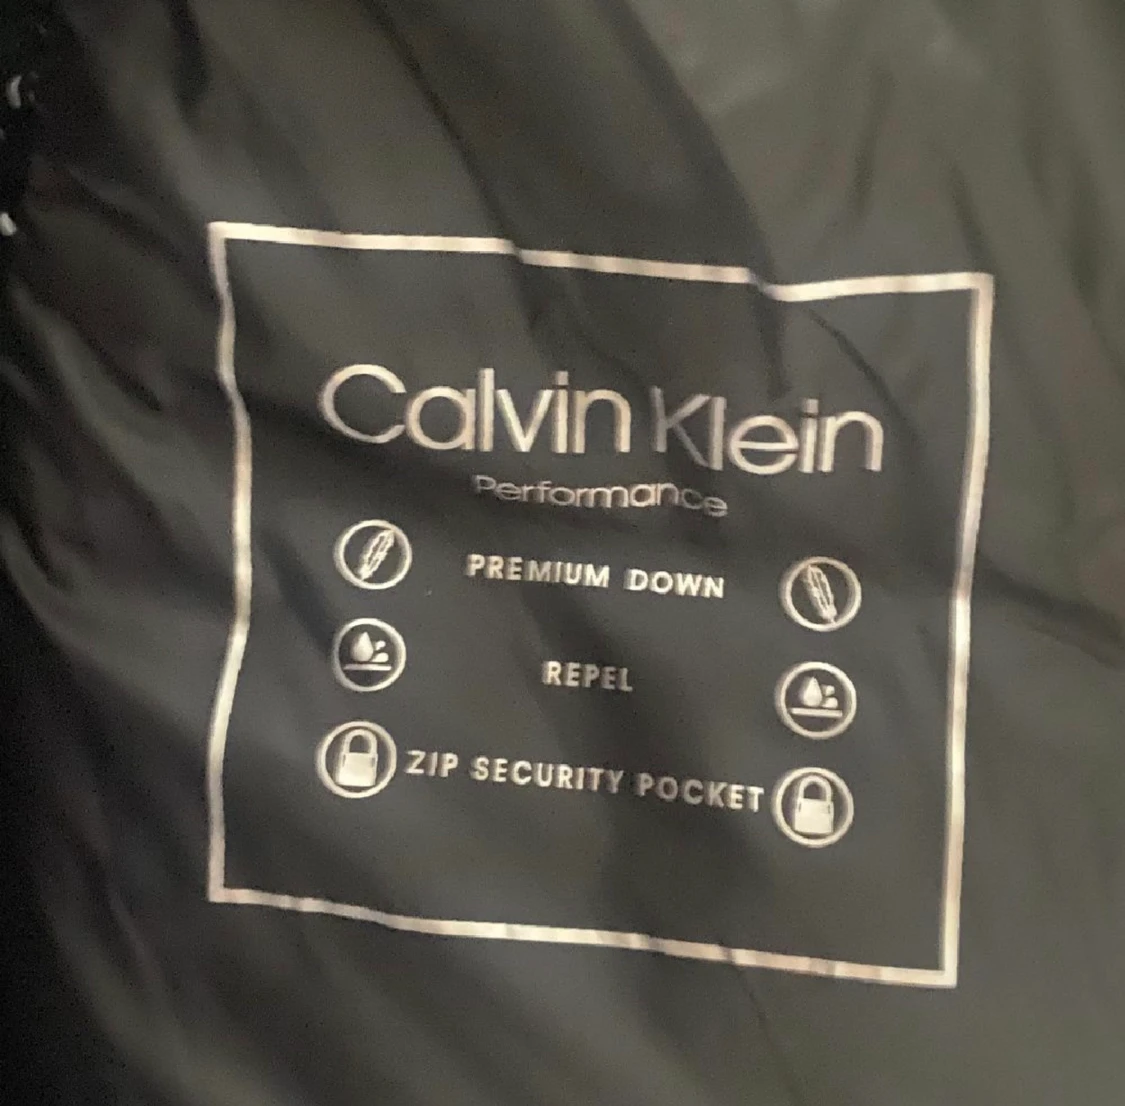 Calvin Klein
Performance
PREMIUM DOWN
REPEL
ZIP SECURITY POCKET